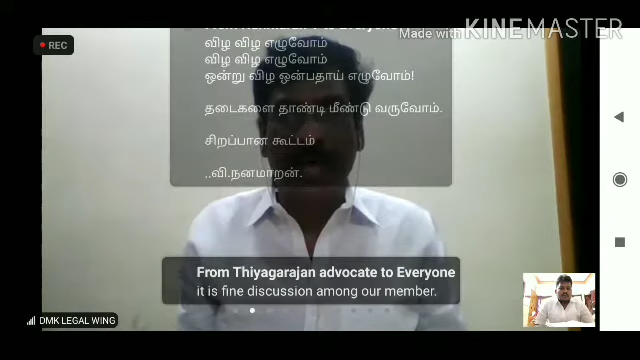 Made with KINEMASTER
REC
விழ விழ எழுவோம்
விழ விழ எழுவோம்
ஒன்று விழ ஒன்பதாய் எழுவோம்!
தடைகளை தாண்டி மீண்டு வருவோம்.
சிறப்பான கூட்டம்
..வி.நனமாறன்.
From Thiyagarajan advocate to Everyone
it is fine discussion among our member.
DMK LEGAL WING